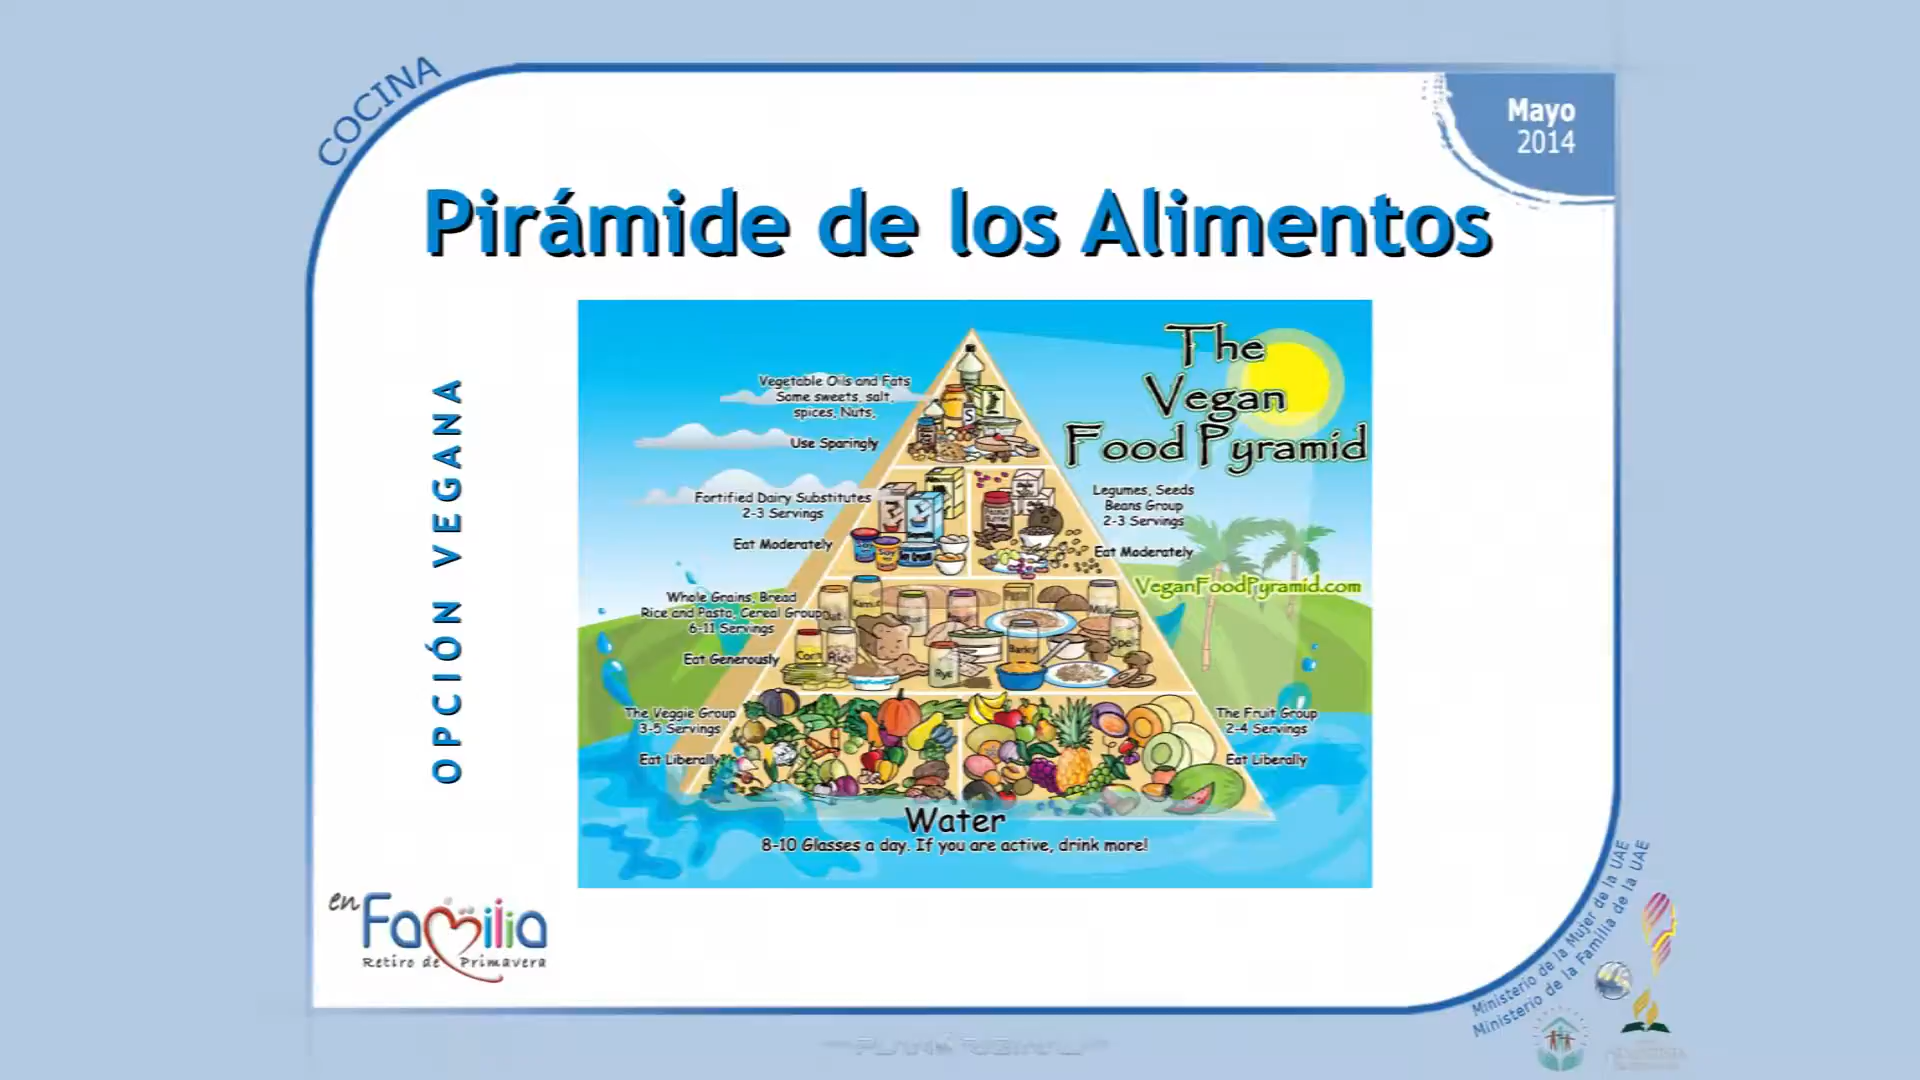 COCINA
Mayo
2014
Pirámide de los Alimentos
OPCIÓN VEGANA
The
Vegan
Food Pyramid
Vegetable Oils and Fats
Some sweets, salt,
spices, Nuts,
Use Sparingly
Fortified Dairy Substitutes
2-3 Servings
Eat Moderately
Legumes, Seeds
Beans Group
2-3 Servings
Eat Moderately
VeganFoodPyramid.com
Whole Grains, Bread
Rice and Pasta, Cereal Group
6-11 Servings
Eat Generously
Corn
Rice
Rye
Barley
The Veggie Group
3-5 Servings
Eat Liberally
The Fruit Group
2-4 Servings
Eat Liberally
Water
8-10 Glasses a day. If you are active, drink more!
en
Familia
Retiro de Primavera
Ministerio de la Mujer de la UAE
Ministerio de la Familia de la UAE